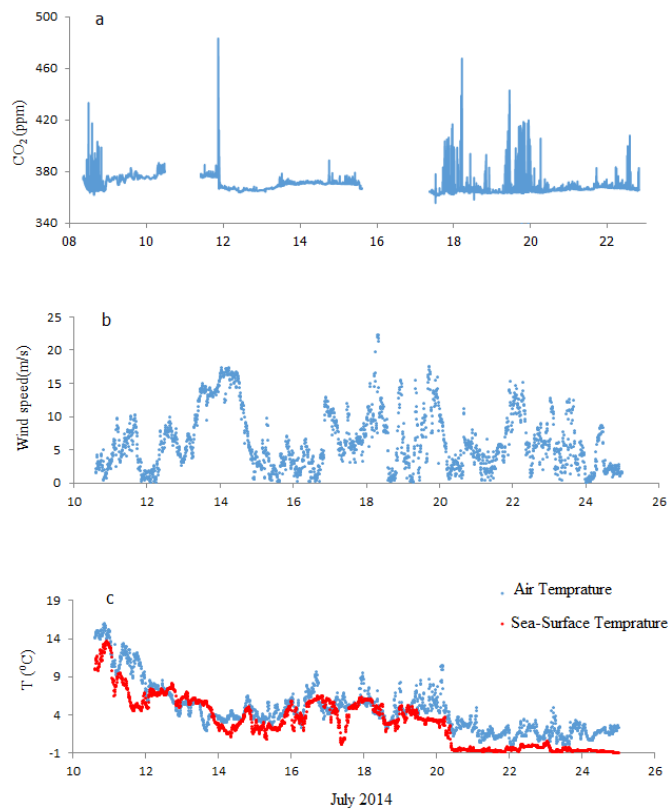 a
500
460
420
380
340
CO2 (ppm)
08 10 12 14 16 18 20 22
b
25
20
15
10
5
0
Wind speed(m/s)
10 12 14 16 18 20 22 24 26
c
19
14
9
4
-1
T (⁰C)
Air Temprature
Sea-Surface Temprature
10 12 14 16 18 20 22 24 26
July 2014